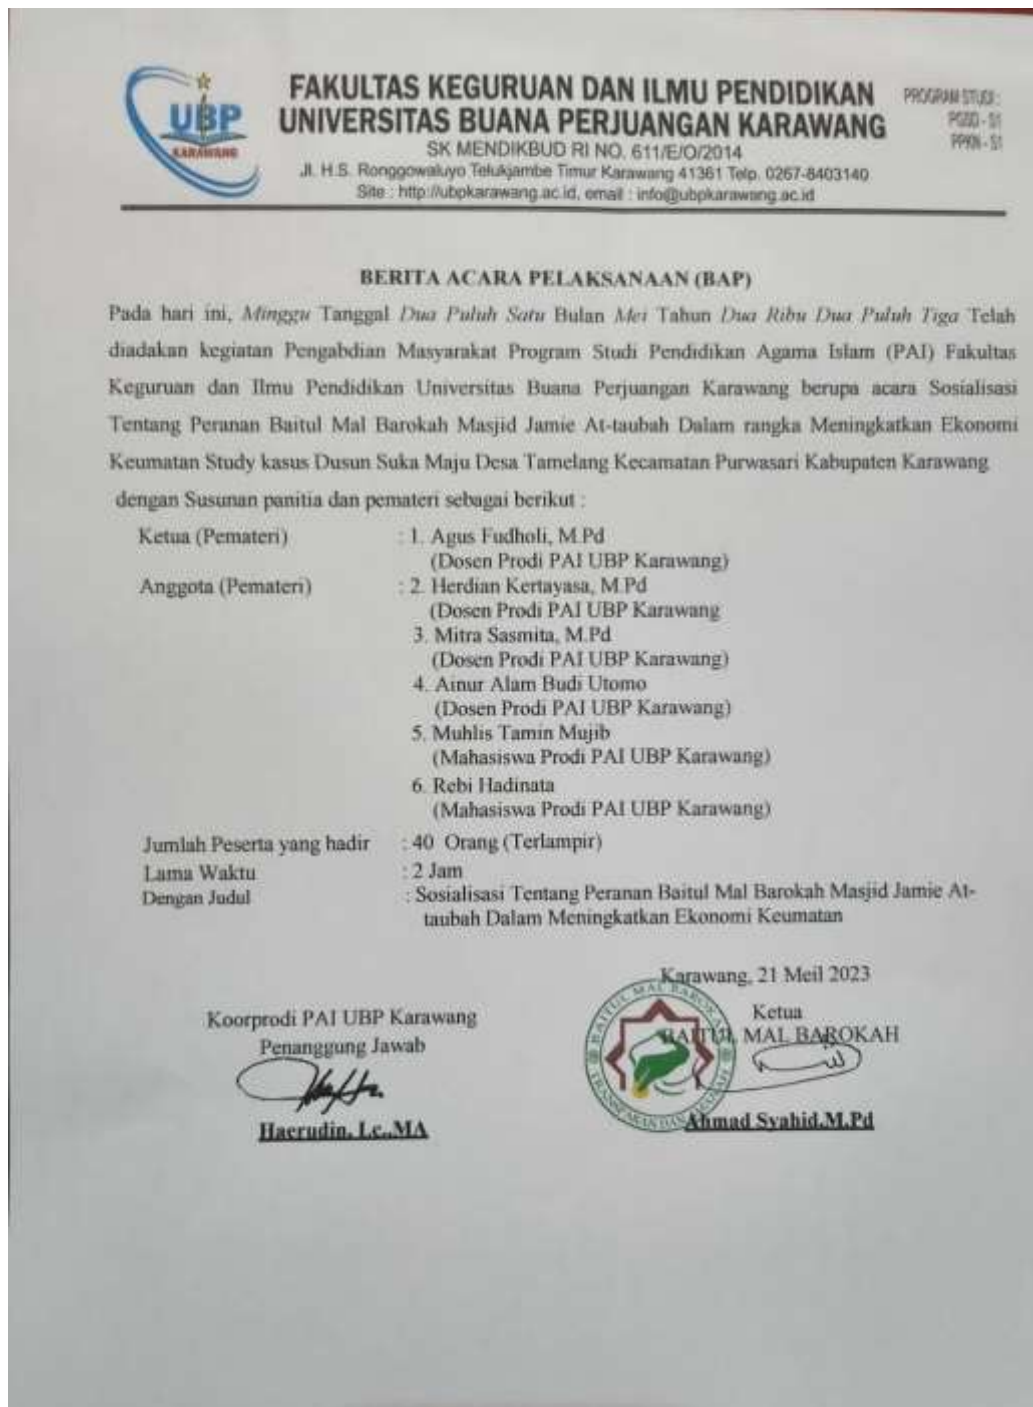 UBP
KARAWANG
FAKULTAS KEGURUAN DAN ILMU PENDIDIKAN
UNIVERSITAS BUANA PERJUANGAN KARAWANG
SK MENDIKBUD RI NO. 611/E/O/2014
Jl. H.S. Ronggowaluyo Telukjambe Timur Karawang 41361 Telp. 0267-8403140
Site : http://ubpkarawang.ac.id, email : info@ubpkarawang.ac.id
PROGRAM STUDI :
PGSD - S1
PPKN - S1
BERITA ACARA PELAKSANAAN (BAP)
Pada hari ini, Minggu Tanggal Dua Puluh Satu Bulan Mei Tahun Dua Ribu Dua Puluh Tiga Telah
diadakan kegiatan Pengabdian Masyarakat Program Studi Pendidikan Agama Islam (PAI) Fakultas
Keguruan dan Ilmu Pendidikan Universitas Buana Perjuangan Karawang berupa acara Sosialisasi
Tentang Peranan Baitul Mal Barokah Masjid Jamie At-taubah Dalam rangka Meningkatkan Ekonomi
Keumatan Study kasus Dusun Suka Maju Desa Tamelang Kecamatan Purwasari Kabupaten Karawang
dengan Susunan panitia dan pemateri sebagai berikut :
Ketua (Pemateri) : 1. Agus Fudholi, M.Pd
(Dosen Prodi PAI UBP Karawang)
Anggota (Pemateri) : 2. Herdian Kertayasa, M.Pd
(Dosen Prodi PAI UBP Karawang
3. Mitra Sasmita, M.Pd
(Dosen Prodi PAI UBP Karawang)
4. Ainur Alam Budi Utomo
(Dosen Prodi PAI UBP Karawang)
5. Muhlis Tamin Mujib
(Mahasiswa Prodi PAI UBP Karawang)
6. Rebi Hadinata
(Mahasiswa Prodi PAI UBP Karawang)
Jumlah Peserta yang hadir : 40 Orang (Terlampir)
Lama Waktu : 2 Jam
Dengan Judul : Sosialisasi Tentang Peranan Baitul Mal Barokah Masjid Jamie At-
taubah Dalam Meningkatkan Ekonomi Keumatan
Karawang, 21 Meil 2023
Koorprodi PAI UBP Karawang
Penanggung Jawab
Haerudin, Lc.,MA
Ketua
BAITUL MAL BAROKAH
Ahmad Syahid.M.Pd
BAITUL MAL BAROKAH
TRANSPARAN DAN